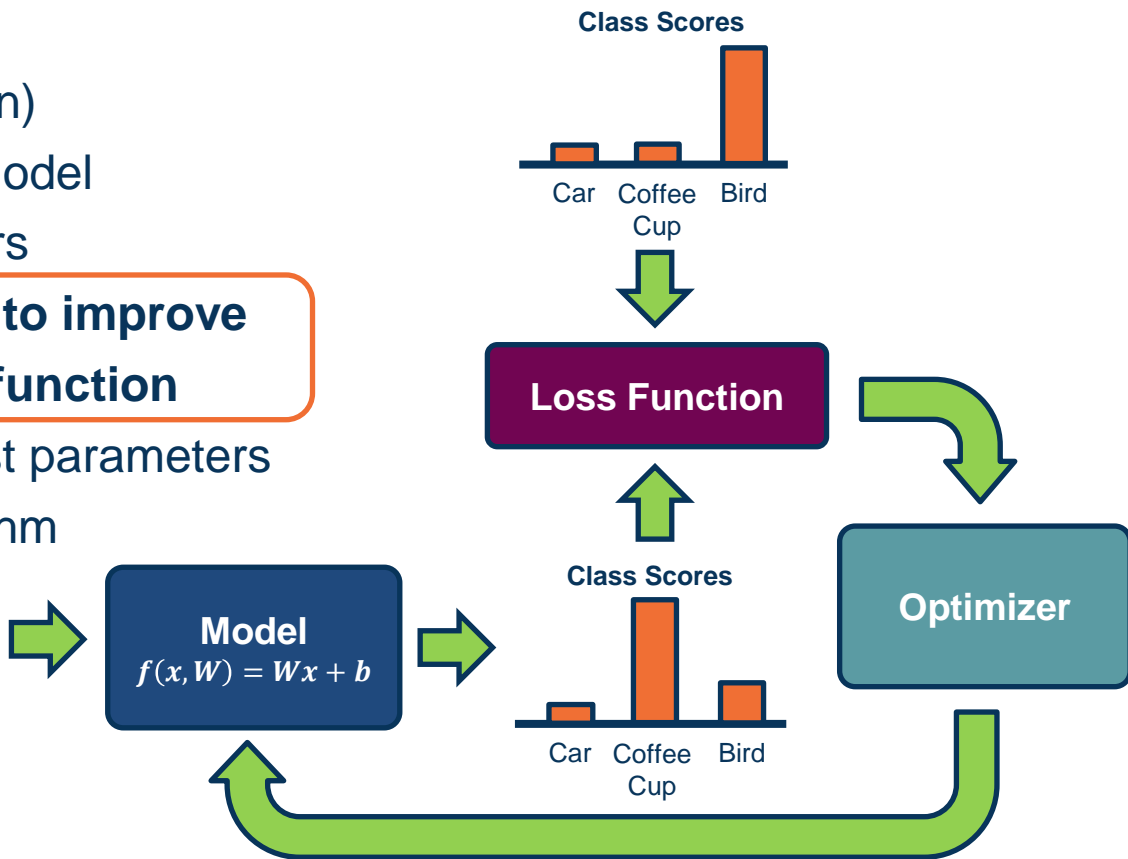 n)
odel
rs
to improve
function
st parameters
hm
Class Scores
Car Coffee Cup Bird
Loss Function
Class Scores
Car Coffee Cup Bird
Model
f(x, W) = Wx + b
Optimizer